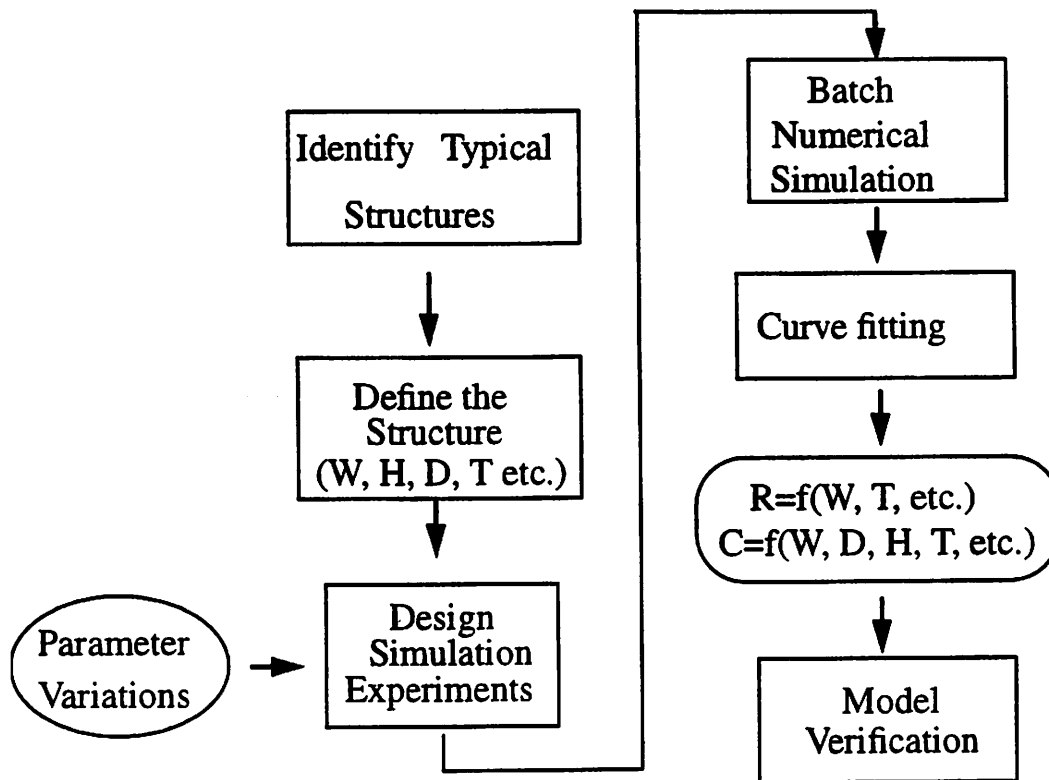 Identify Typical
Structures
Define the
Structure
(W, H, D, T etc.)
Parameter
Variations
Design
Simulation
Experiments
Batch
Numerical
Simulation
Curve fitting
R=f(W, T, etc.)
C=f(W, D, H, T, etc.)
Model
Verification